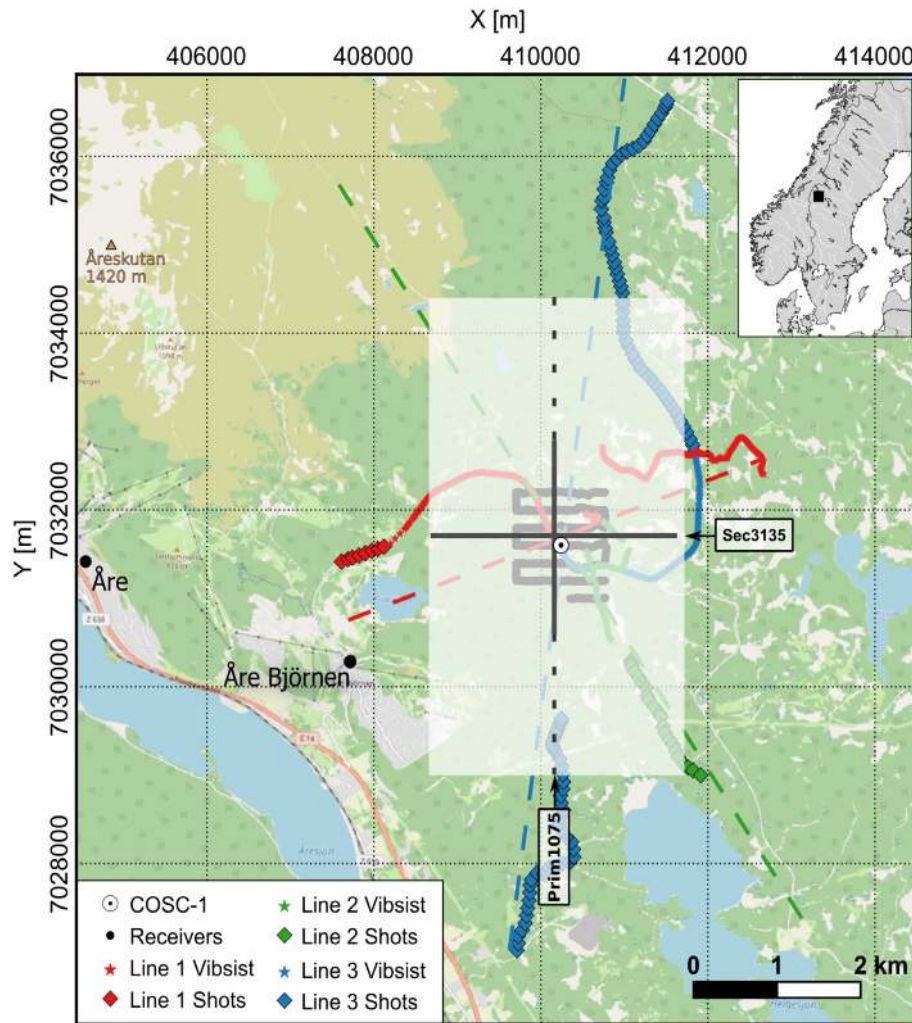 X [m]
406000 408000 410000 412000 414000
Y [m]
7036000
7034000
7032000
7030000
7028000
Åreskutan
1420 m
Sec3135
Åre
Åre Björnen
E 14
Prim1075
COSC-1
Receivers
Line 1 Vibsist
Line 1 Shots
Line 2 Vibsist
Line 2 Shots
Line 3 Vibsist
Line 3 Shots
0 1 2 km